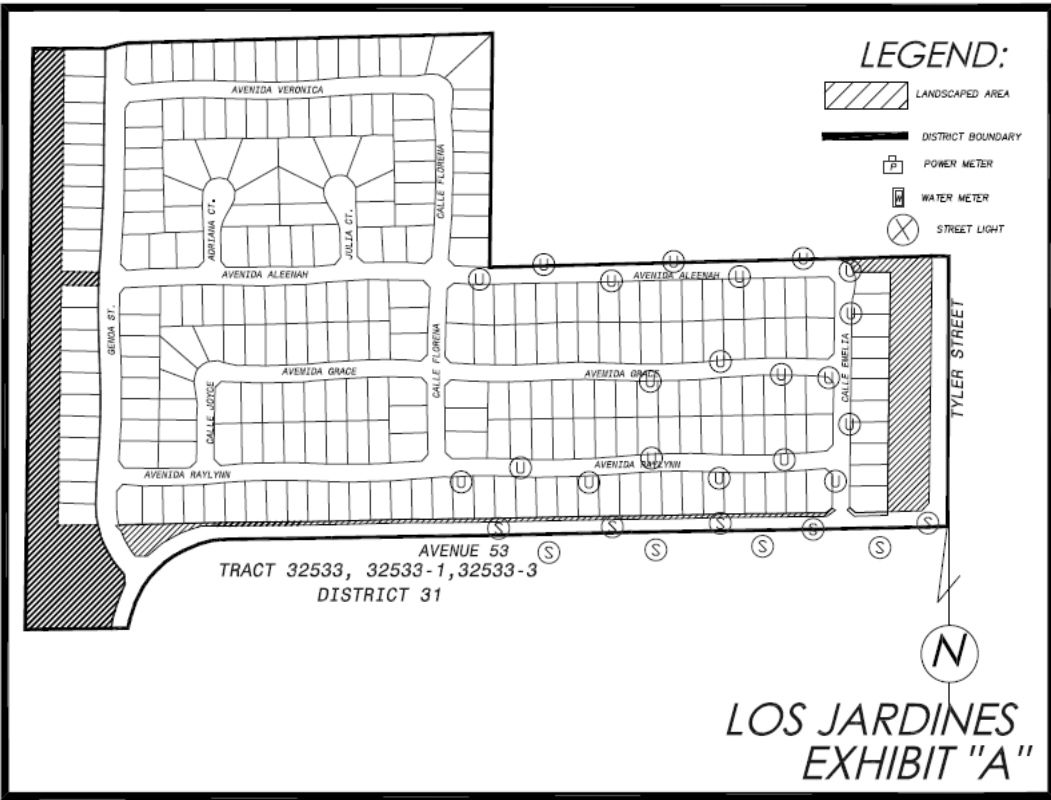 LEGEND:
LANDSCAPED AREA
DISTRICT BOUNDARY
P
POWER METER
W
WATER METER
STREET LIGHT
AVENIDA VERONICA
CALLE FLORENA
ADRIANA CT.
JULIA CT.
AVENIDA ALEENAH
AVENIDA ALEENAH
U
U
U
U
U
U
U
U
GENOA ST.
CALLE FLORENA
CALLE EMELIA
TYLER STREET
AVENIDA GRACE
AVENIDA GRACE
U
U
U
U
U
CALLE JOYCE
AVENIDA RAYLYNN
AVENIDA RAYLYNN
U
U
U
U
U
U
U
S
S
S
S
S
S
S
S
S
AVENUE 53
TRACT 32533, 32533-1,32533-3
DISTRICT 31
N
LOS JARDINES
EXHIBIT "A"